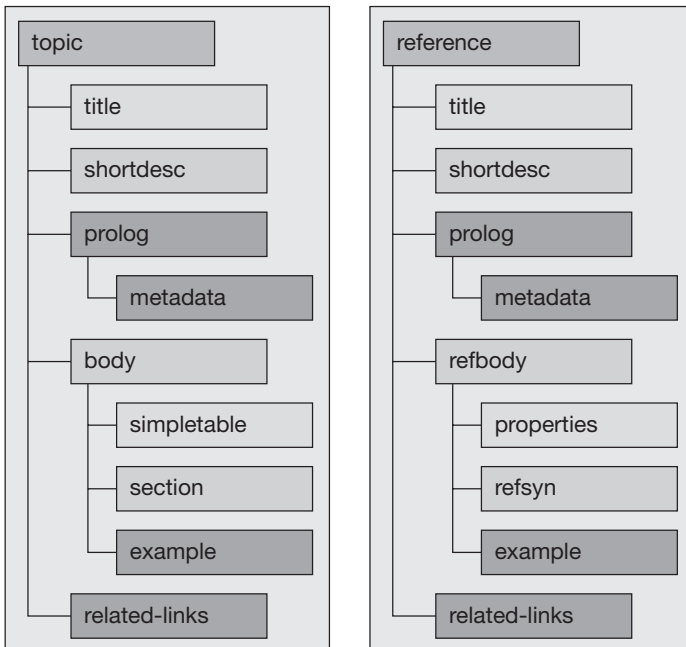 topic
title
shortdesc
prolog
metadata
body
simpletable
section
example
related-links
reference
title
shortdesc
prolog
metadata
refbody
properties
refsyn
example
related-links